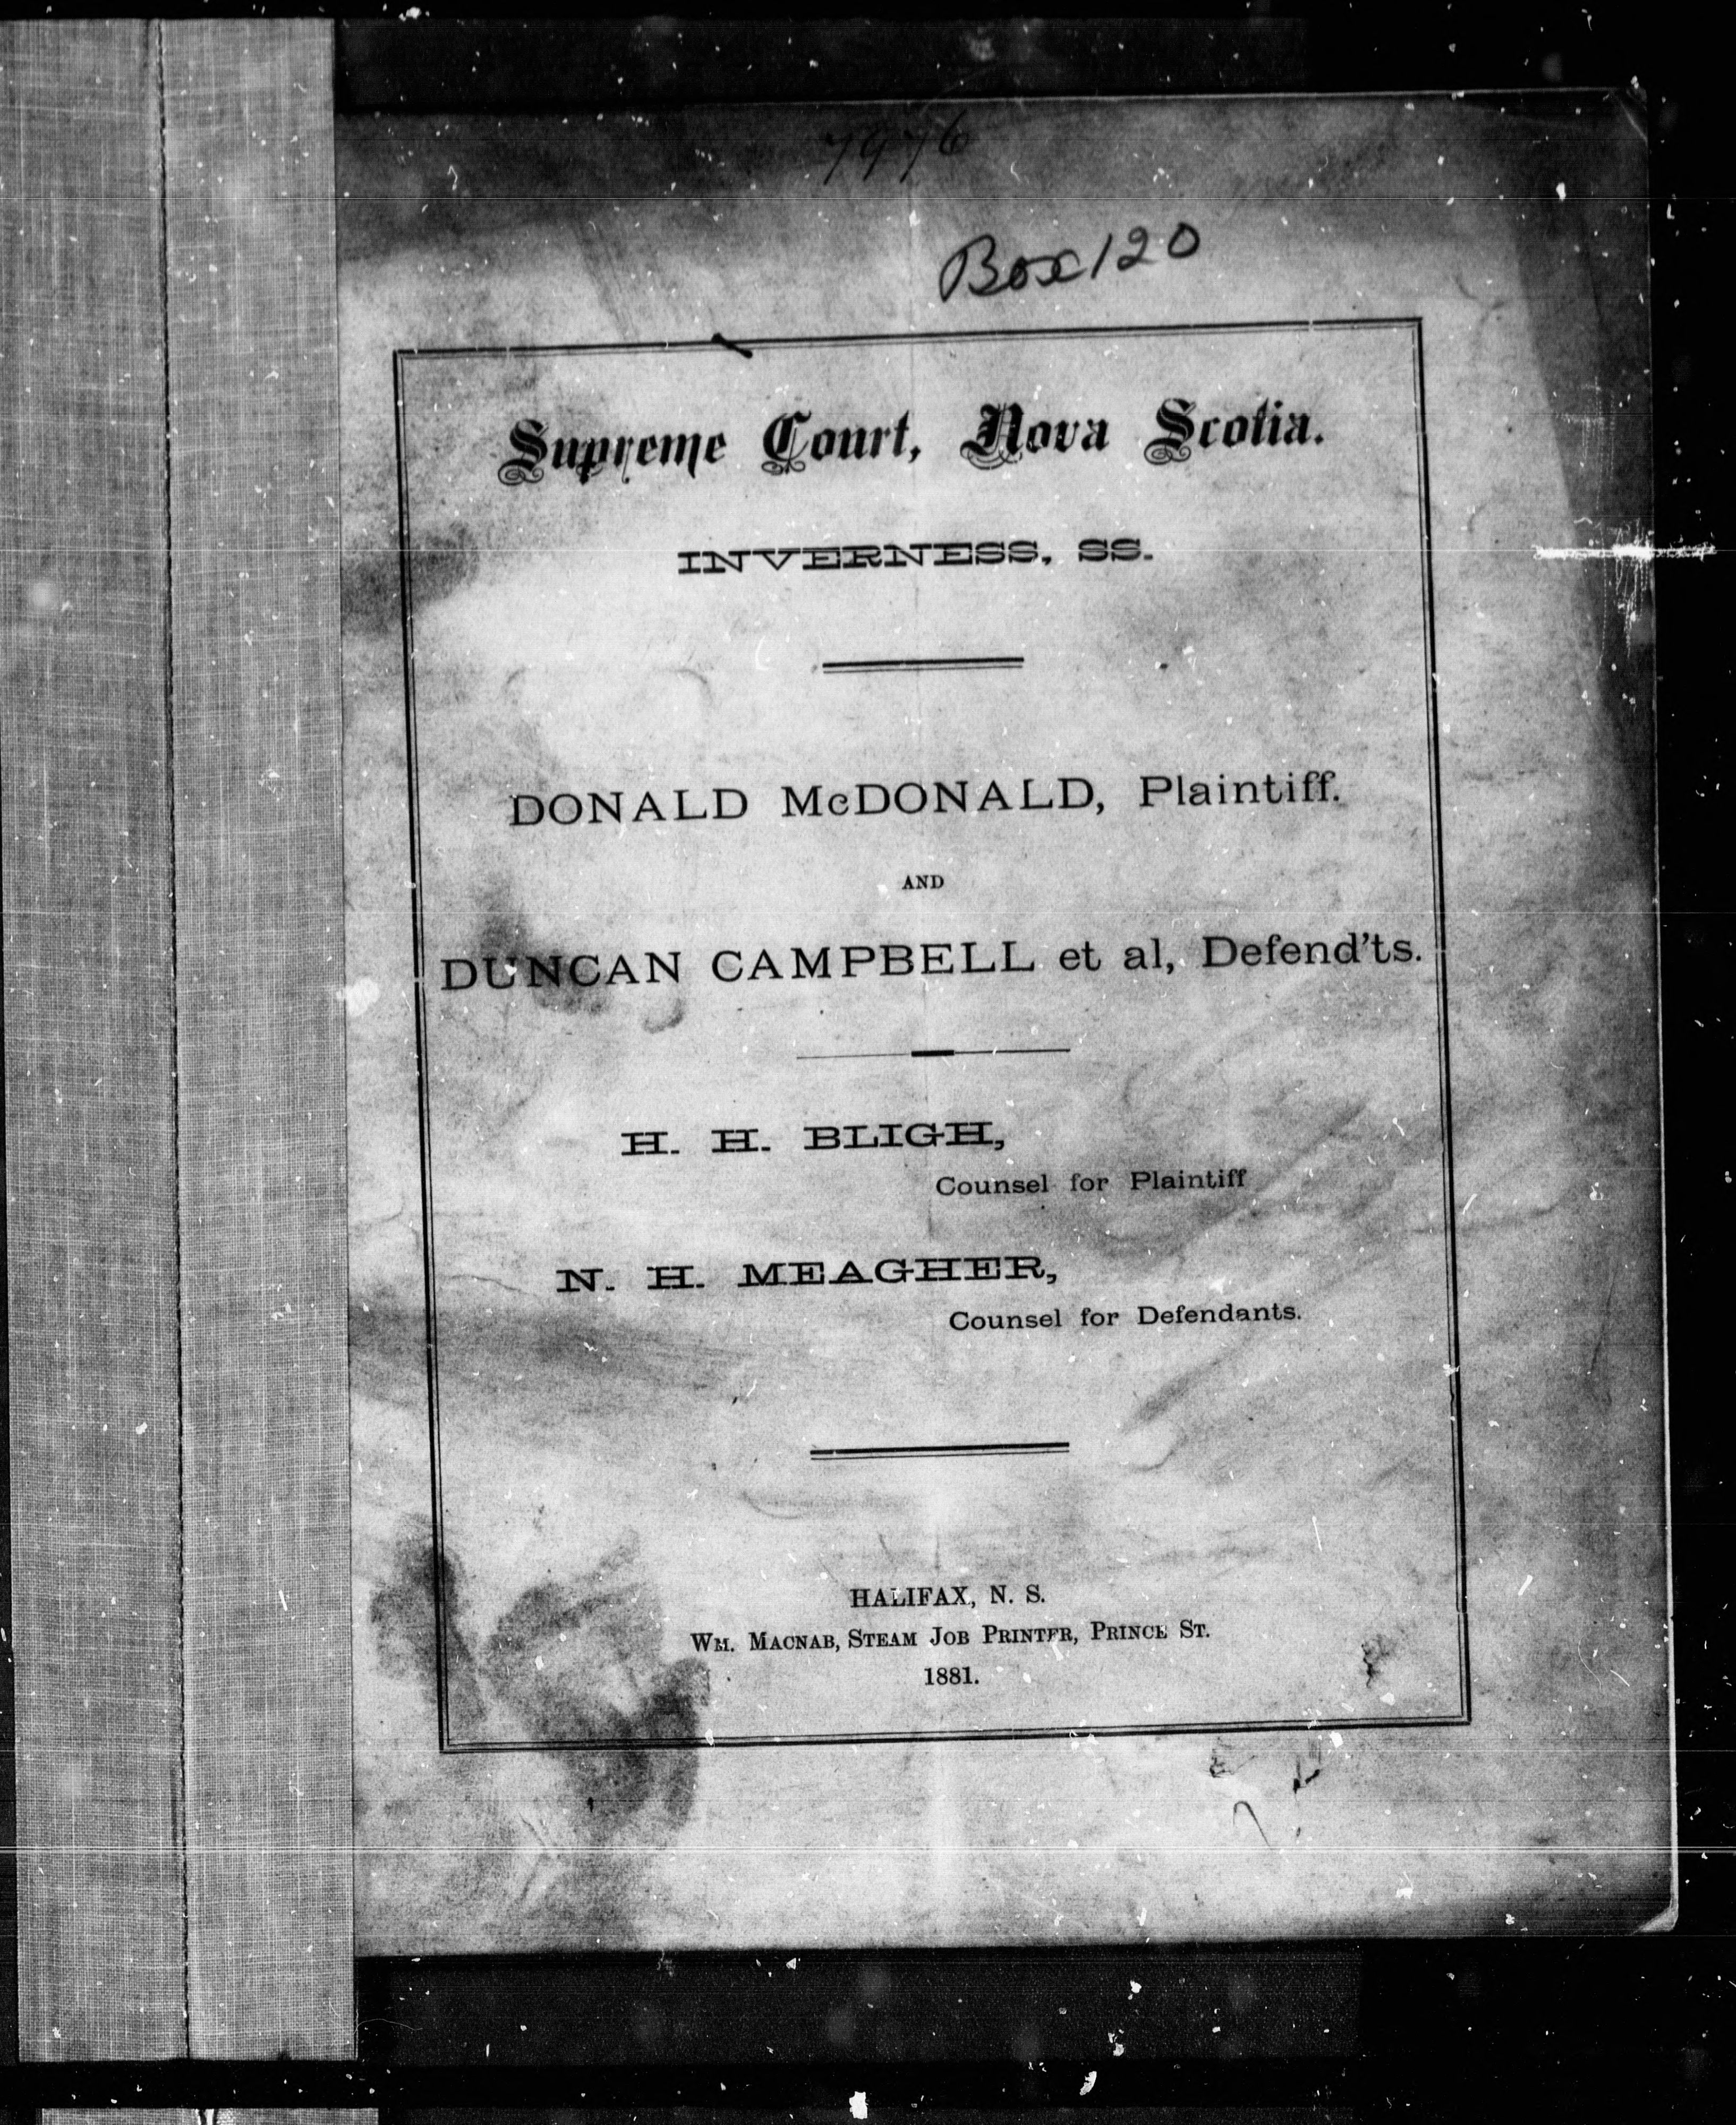 7976
Box 120
Supreme Court, Nova Scotia.
INVERNESS, SS.
DONALD McDONALD, Plaintiff.
AND
DUNCAN CAMPBELL et al, Defend'ts.
H. H. BLIGH,
Counsel for Plaintiff
N. H. MEAGHER,
Counsel for Defendants.
HALIFAX, N. S.
WM. MACNAB, STEAM JOB PRINTER, PRINCE ST.
1881.